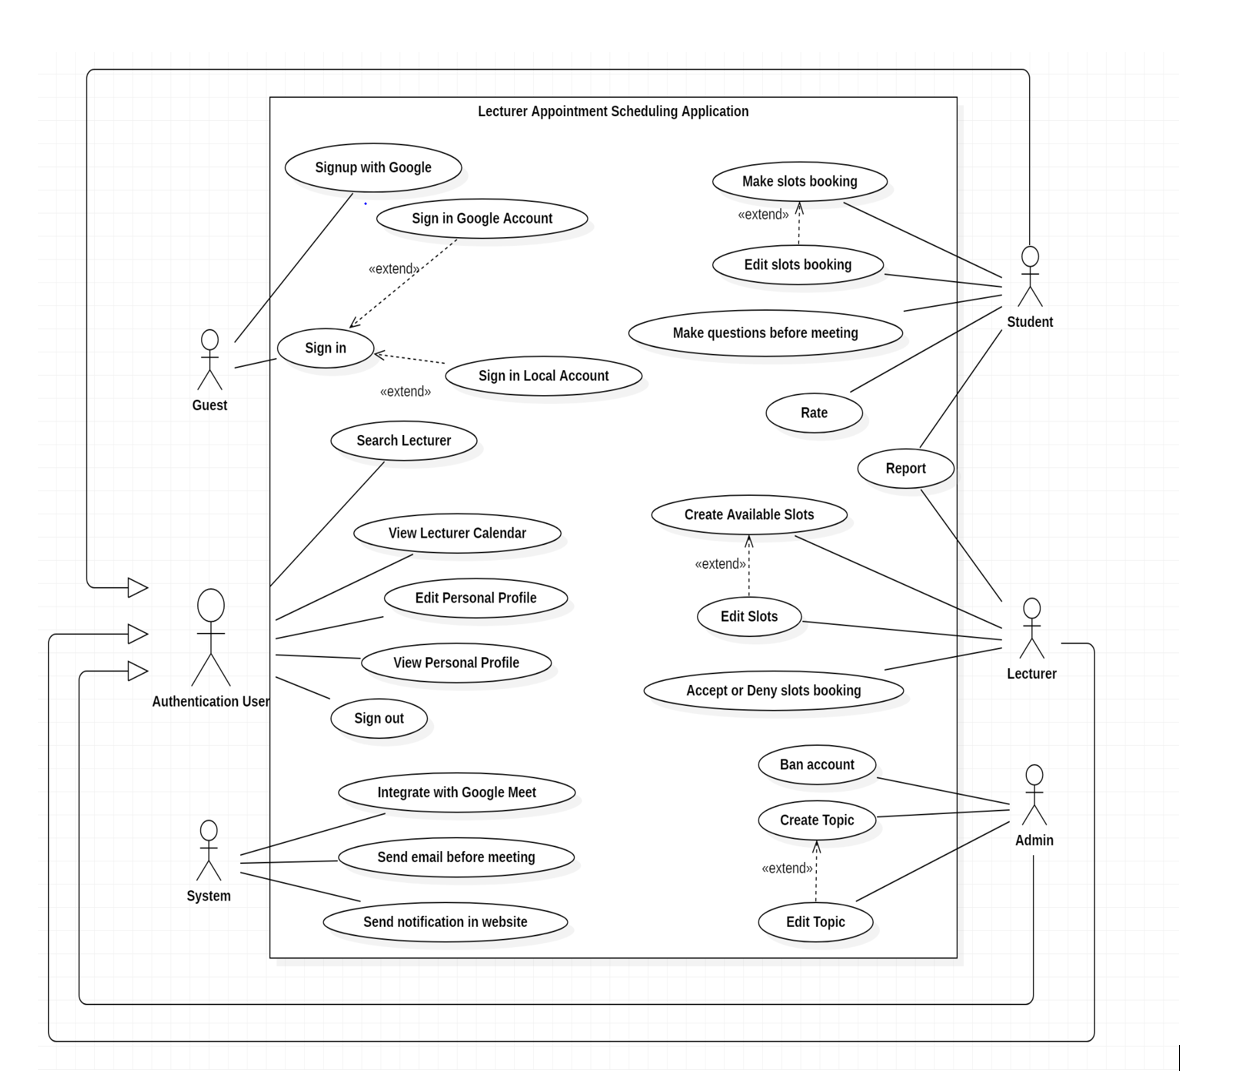 Lecturer Appointment Scheduling Application
Signup with Google
Sign in Google Account
«extend»
Sign in
Sign in Local Account
«extend»
Guest
Search Lecturer
View Lecturer Calendar
Edit Personal Profile
View Personal Profile
Sign out
Authentication User
Integrate with Google Meet
Send email before meeting
Send notification in website
System
Make slots booking
«extend»
Edit slots booking
Make questions before meeting
Student
Rate
Report
Create Available Slots
«extend»
Edit Slots
Accept or Deny slots booking
Lecturer
Ban account
Create Topic
«extend»
Edit Topic
Admin